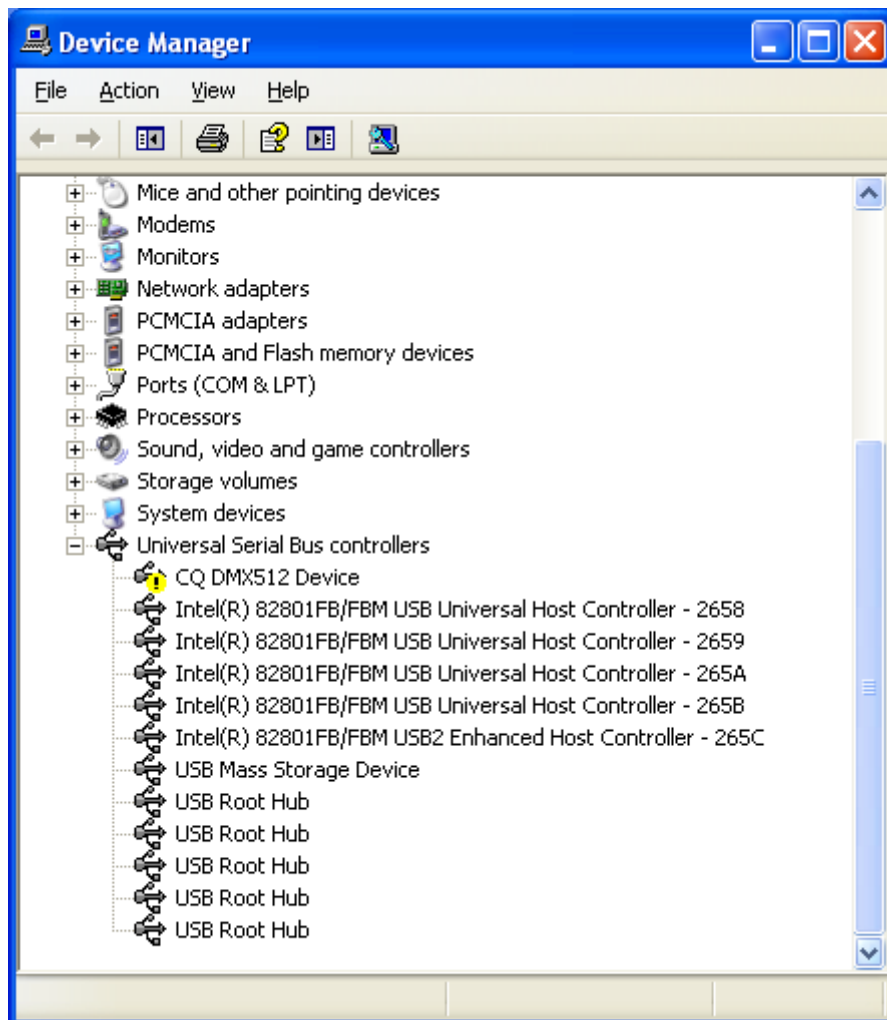 Device Manager
File Action View Help
Mice and other pointing devices
Modems
Monitors
Network adapters
PCMCIA adapters
PCMCIA and Flash memory devices
Ports (COM & LPT)
Processors
Sound, video and game controllers
Storage volumes
System devices
Universal Serial Bus controllers
CQ DMX512 Device
Intel(R) 82801FB/FBM USB Universal Host Controller - 2658
Intel(R) 82801FB/FBM USB Universal Host Controller - 2659
Intel(R) 82801FB/FBM USB Universal Host Controller - 265A
Intel(R) 82801FB/FBM USB Universal Host Controller - 265B
Intel(R) 82801FB/FBM USB2 Enhanced Host Controller - 265C
USB Mass Storage Device
USB Root Hub
USB Root Hub
USB Root Hub
USB Root Hub
USB Root Hub